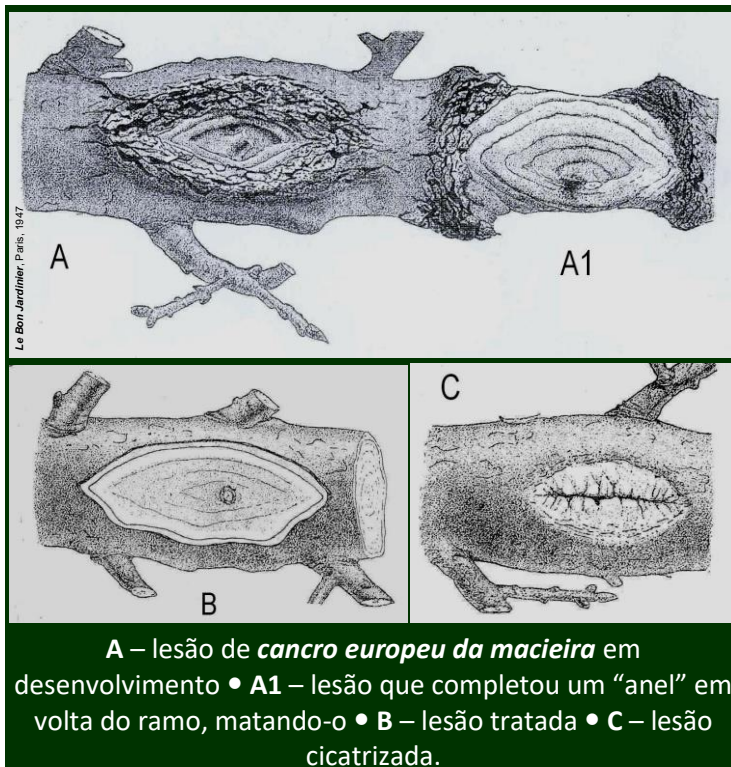 Le Bon Jardinier, Paris, 1947
A
A1
B
C
A – lesão de cancro europeu da macieira em
desenvolvimento • A1 – lesão que completou um “anel” em
volta do ramo, matando-o • B – lesão tratada • C – lesão
cicatrizada.